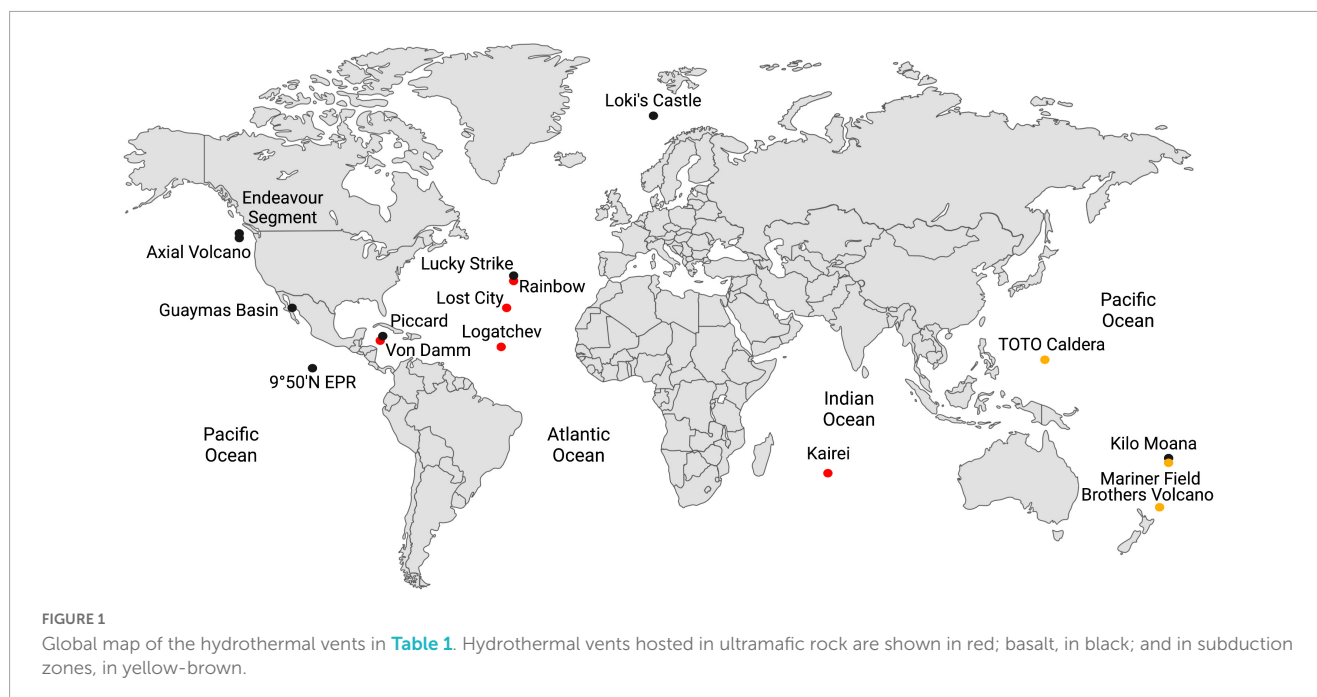 Loki's Castle
Endeavour
Segment
Axial Volcano
Lucky Strike
Rainbow
Guaymas Basin
Lost City
Piccard
Logatchev
Von Damm
9°50'N EPR
Pacific
Ocean
TOTO Caldera
Indian
Ocean
Pacific
Ocean
Atlantic
Ocean
Kairei
Kilo Moana
Mariner Field
Brothers Volcano
FIGURE 1
Global map of the hydrothermal vents in Table 1. Hydrothermal vents hosted in ultramafic rock are shown in red; basalt, in black; and in subduction
zones, in yellow-brown.